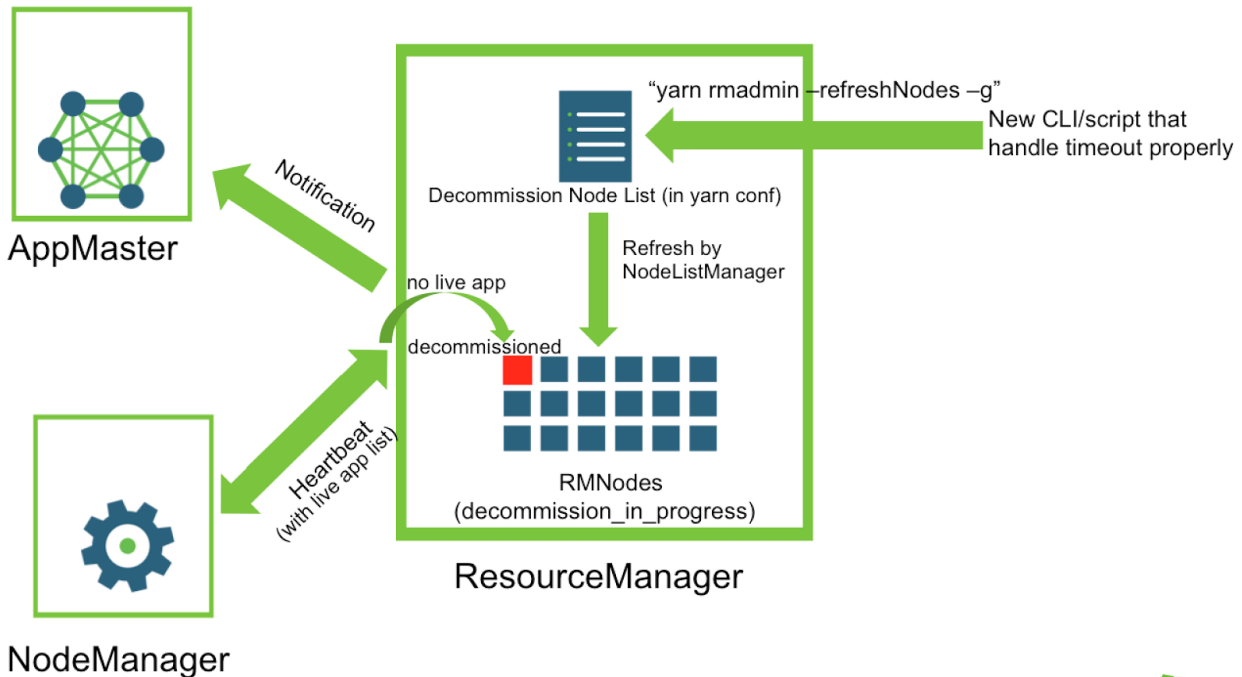 “yarn rmadmin –refreshNodes –g”
New CLI/script that
handle timeout properly
Decommission Node List (in yarn conf)
Notification
AppMaster
Refresh by
NodeListManager
no live app
decommissioned
Heartbeat
(with live app list)
RMNodes
(decommission_in_progress)
ResourceManager
NodeManager